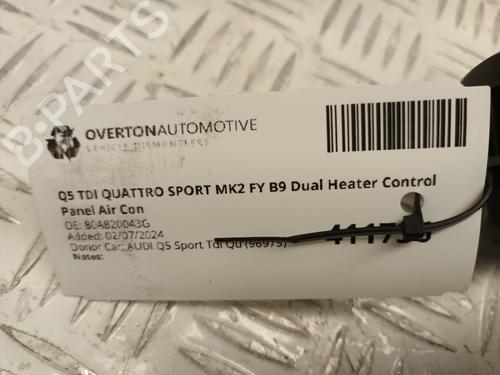 B-PARTS
OVERTONAUTOMOTIVE
VEHICLE DISMANTLERS
Q5 TDI QUATTRO SPORT MK2 FY B9 Dual Heater Control
Panel Air Con
OE: 80A820043G
Added: 02/07/2024
Donor Car: AUDI Q5 Sport Tdi Qu (96975)
Notes: